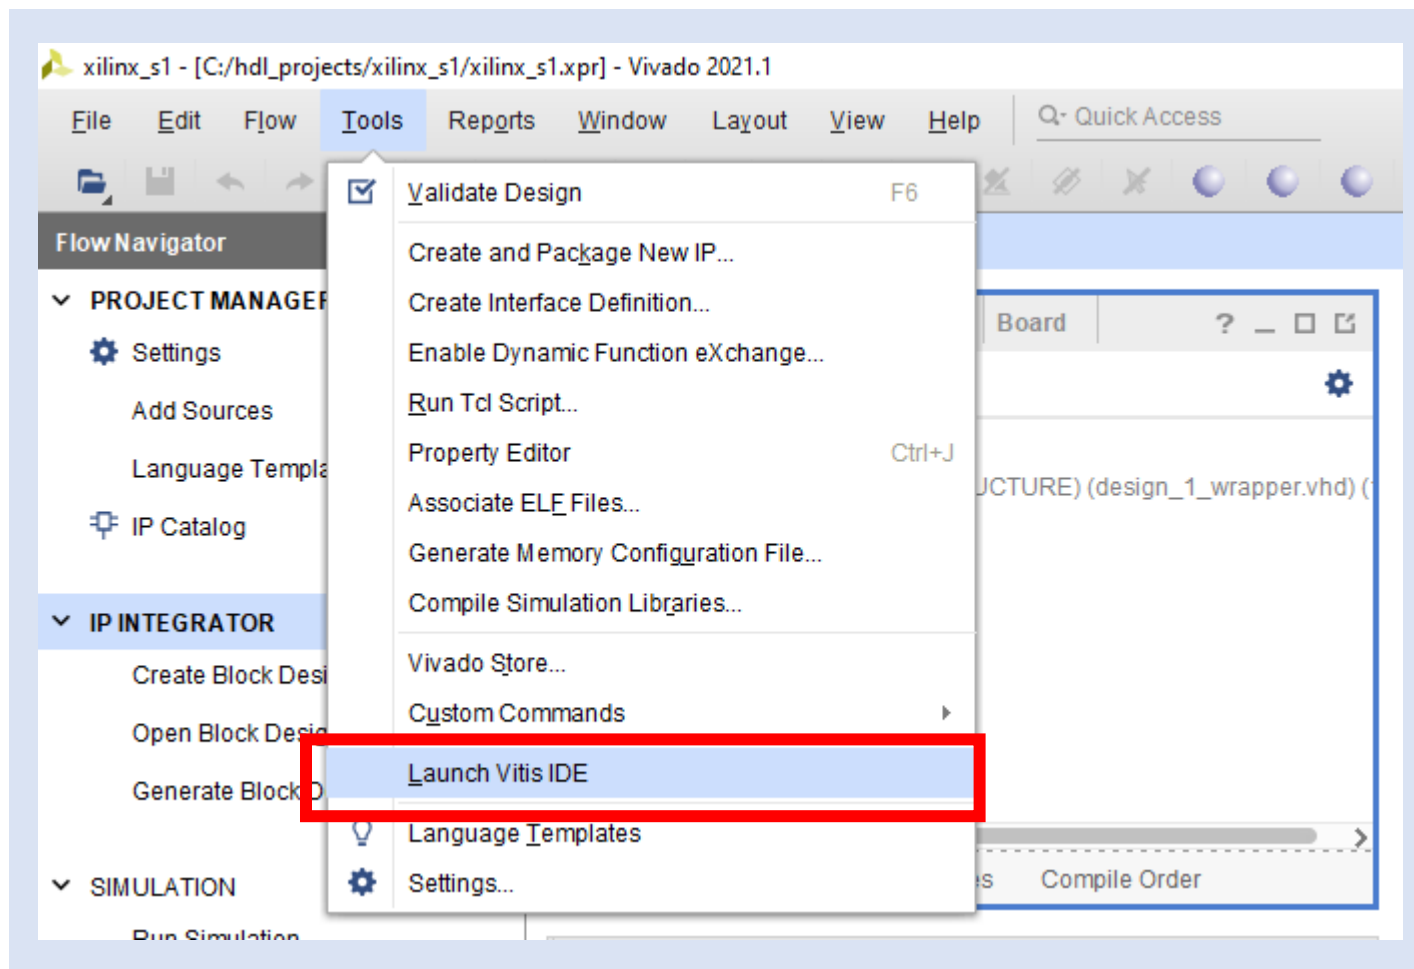 xilinx_s1 - [C:/hdl_projects/xilinx_s1/xilinx_s1.xpr] - Vivado 2021.1
File Edit Flow Tools Reports Window Layout View Help Quick Access
Validate Design F6
Flow Navigator
Create and Package New IP...
PROJECT MANAGER
Create Interface Definition...
Board
?
Settings
Enable Dynamic Function eXchange...
Add Sources
Run Tcl Script...
Property Editor Ctrl+J
Language Templa
UCTURE) (design_1_wrapper.vhd) (
Associate ELF Files...
IP Catalog
Generate Memory Configuration File...
Compile Simulation Libraries...
IP INTEGRATOR
Vivado Store...
Create Block Desi
Custom Commands
Open Block Desig
Launch Vitis IDE
Generate Block D
Language Templates
SIMULATION
Settings...
es Compile Order
Run Simulation